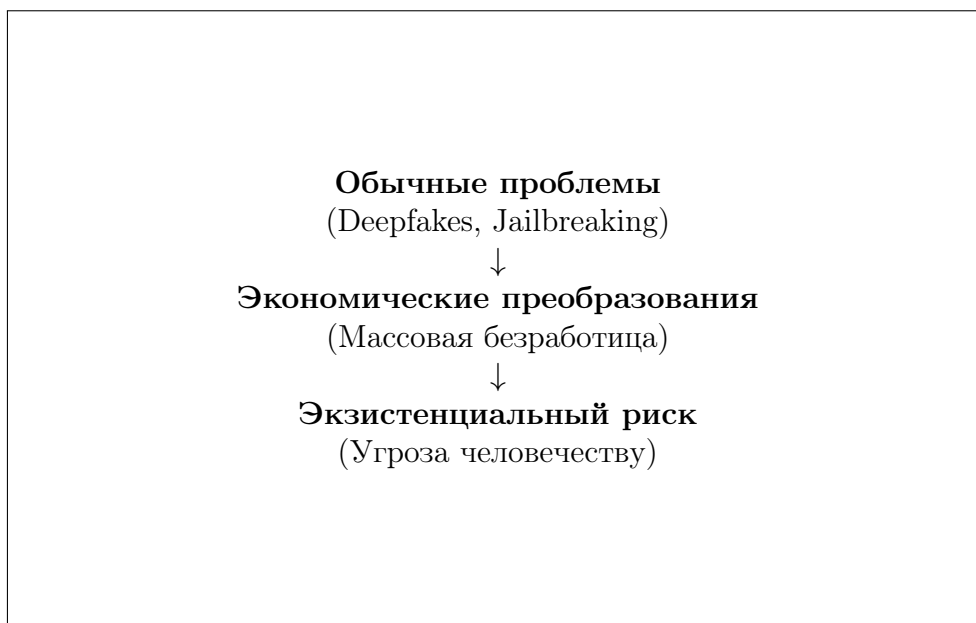 Обычные проблемы
(Deepfakes, Jailbreaking)
↓
Экономические преобразования
(Массовая безработица)
↓
Экзистенциальный риск
(Угроза человечеству)